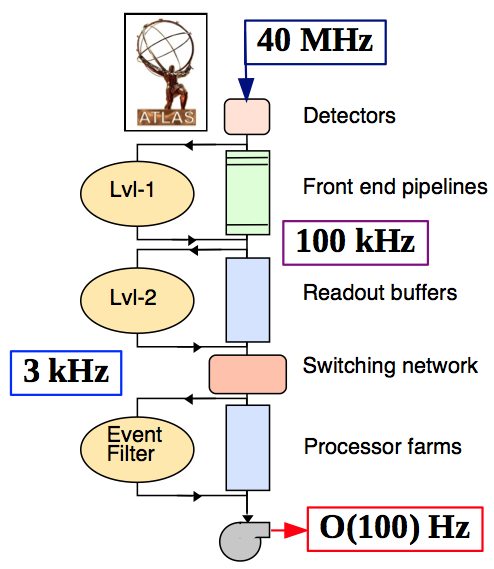 40 MHz
ATLAS
Detectors
Lvl-1
Front end pipelines
100 kHz
Lvl-2
Readout buffers
3 kHz
Switching network
Event
Filter
Processor farms
O(100) Hz